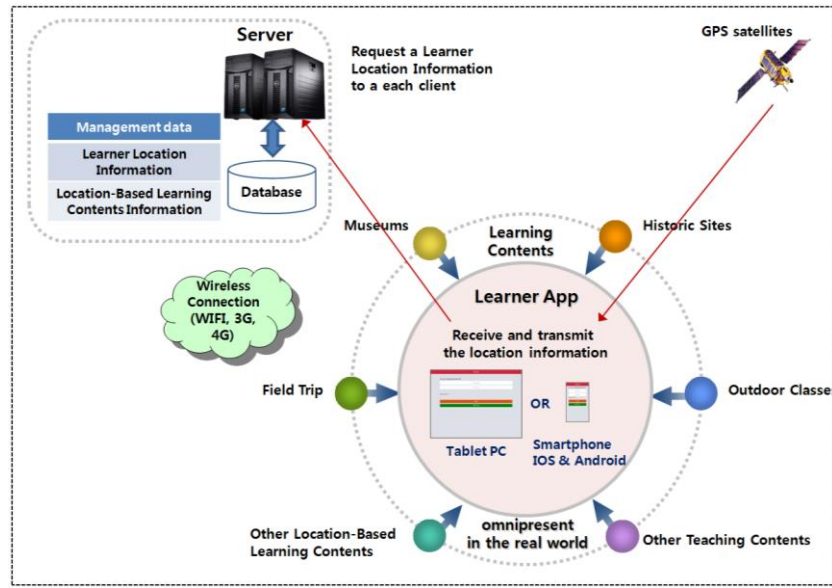 Server
Request a Learner
Location Information
to a each client
GPS satellites
Management data
Learner Location
Information
Location-Based Learning
Contents Information
Database
Museums
Learning
Contents
Historic Sites
Wireless
Connection
(WIFI, 3G,
4G)
Learner App
Receive and transmit
the location information
Field Trip
OR
Outdoor Classes
Tablet PC
Smartphone
IOS & Android
Other Location-Based
Learning Contents
omnipresent
in the real world
Other Teaching Contents